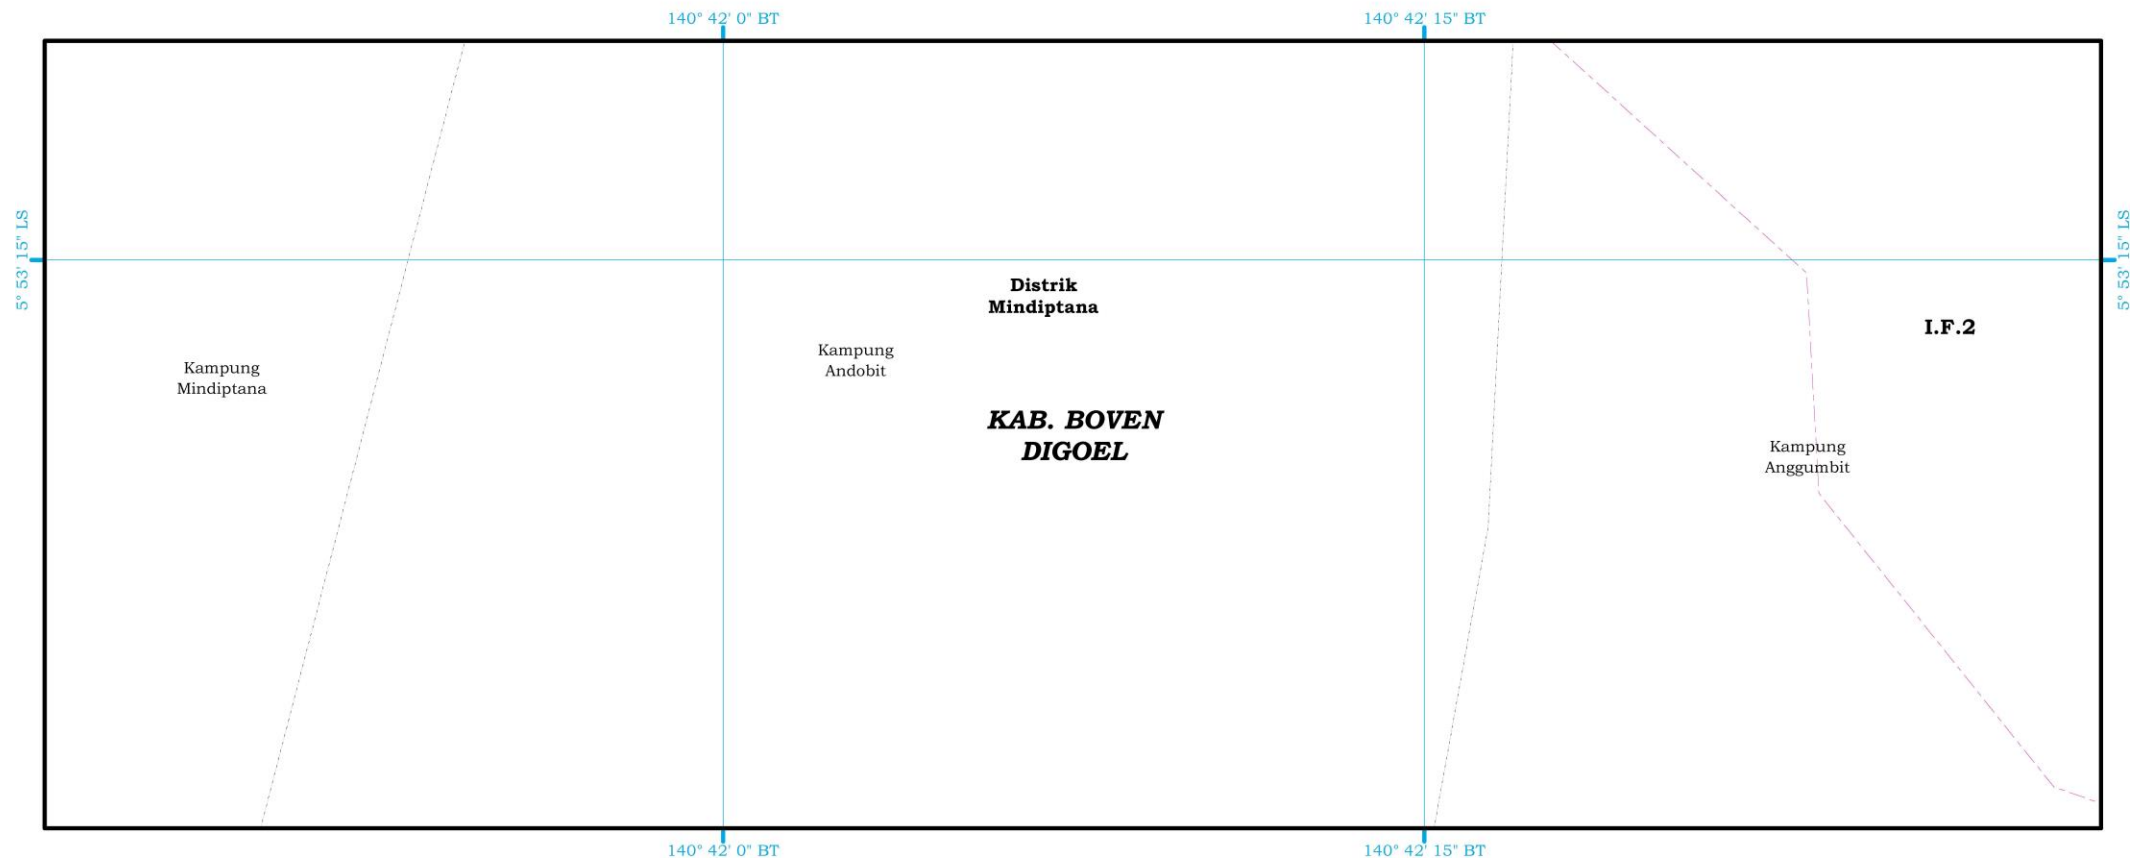 140° 42' 0" BT
140° 42' 15" BT
5° 53' 15" LS
5° 53' 15" LS
Distrik
Mindiptana
I.F.2
Kampung
Andobit
Kampung
Mindiptana
KAB. BOVEN
DIGOEL
Kampung
Anggumbit
140° 42' 0" BT
140° 42' 15" BT